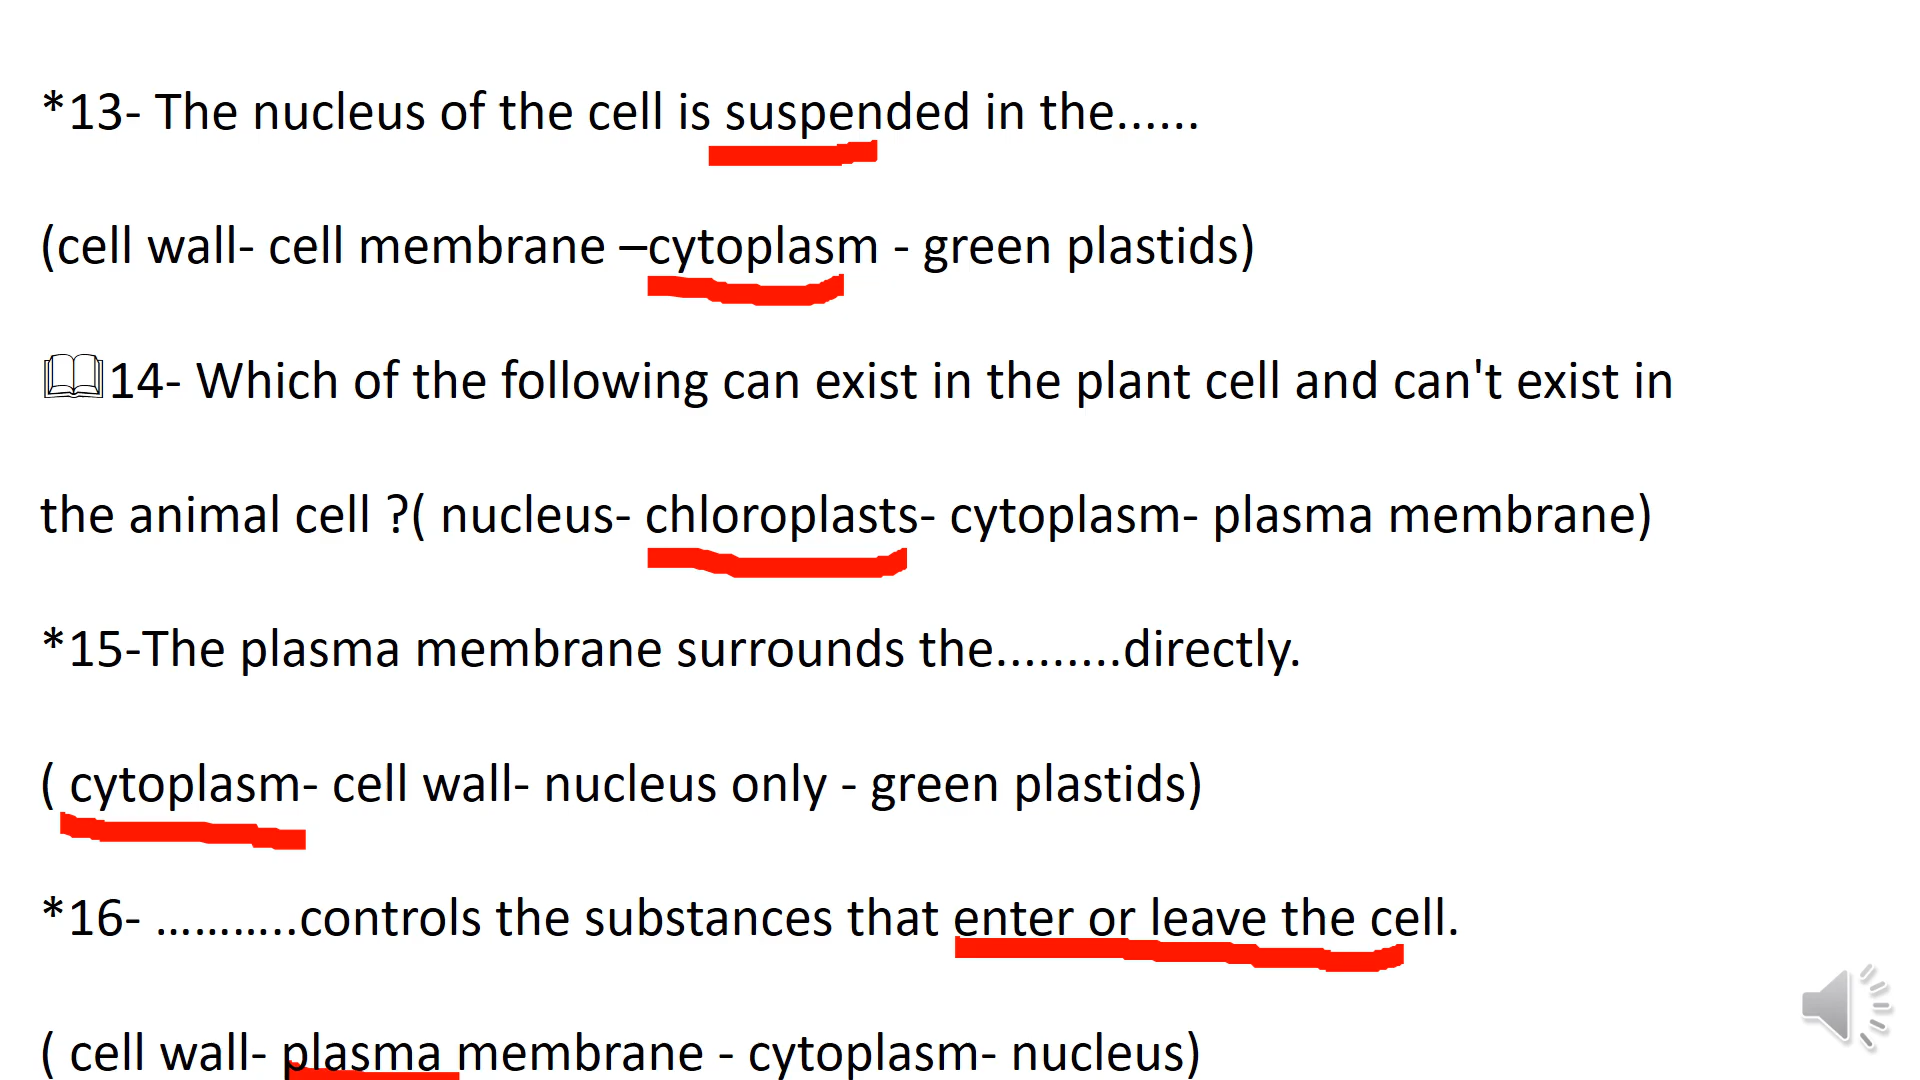 *13- The nucleus of the cell is suspended in the......
(cell wall- cell membrane –cytoplasm - green plastids)
🕮14- Which of the following can exist in the plant cell and can't exist in
the animal cell ?( nucleus- chloroplasts- cytoplasm- plasma membrane)
*15-The plasma membrane surrounds the.........directly.
( cytoplasm- cell wall- nucleus only - green plastids)
*16- ………..controls the substances that enter or leave the cell.
( cell wall- plasma membrane - cytoplasm- nucleus)